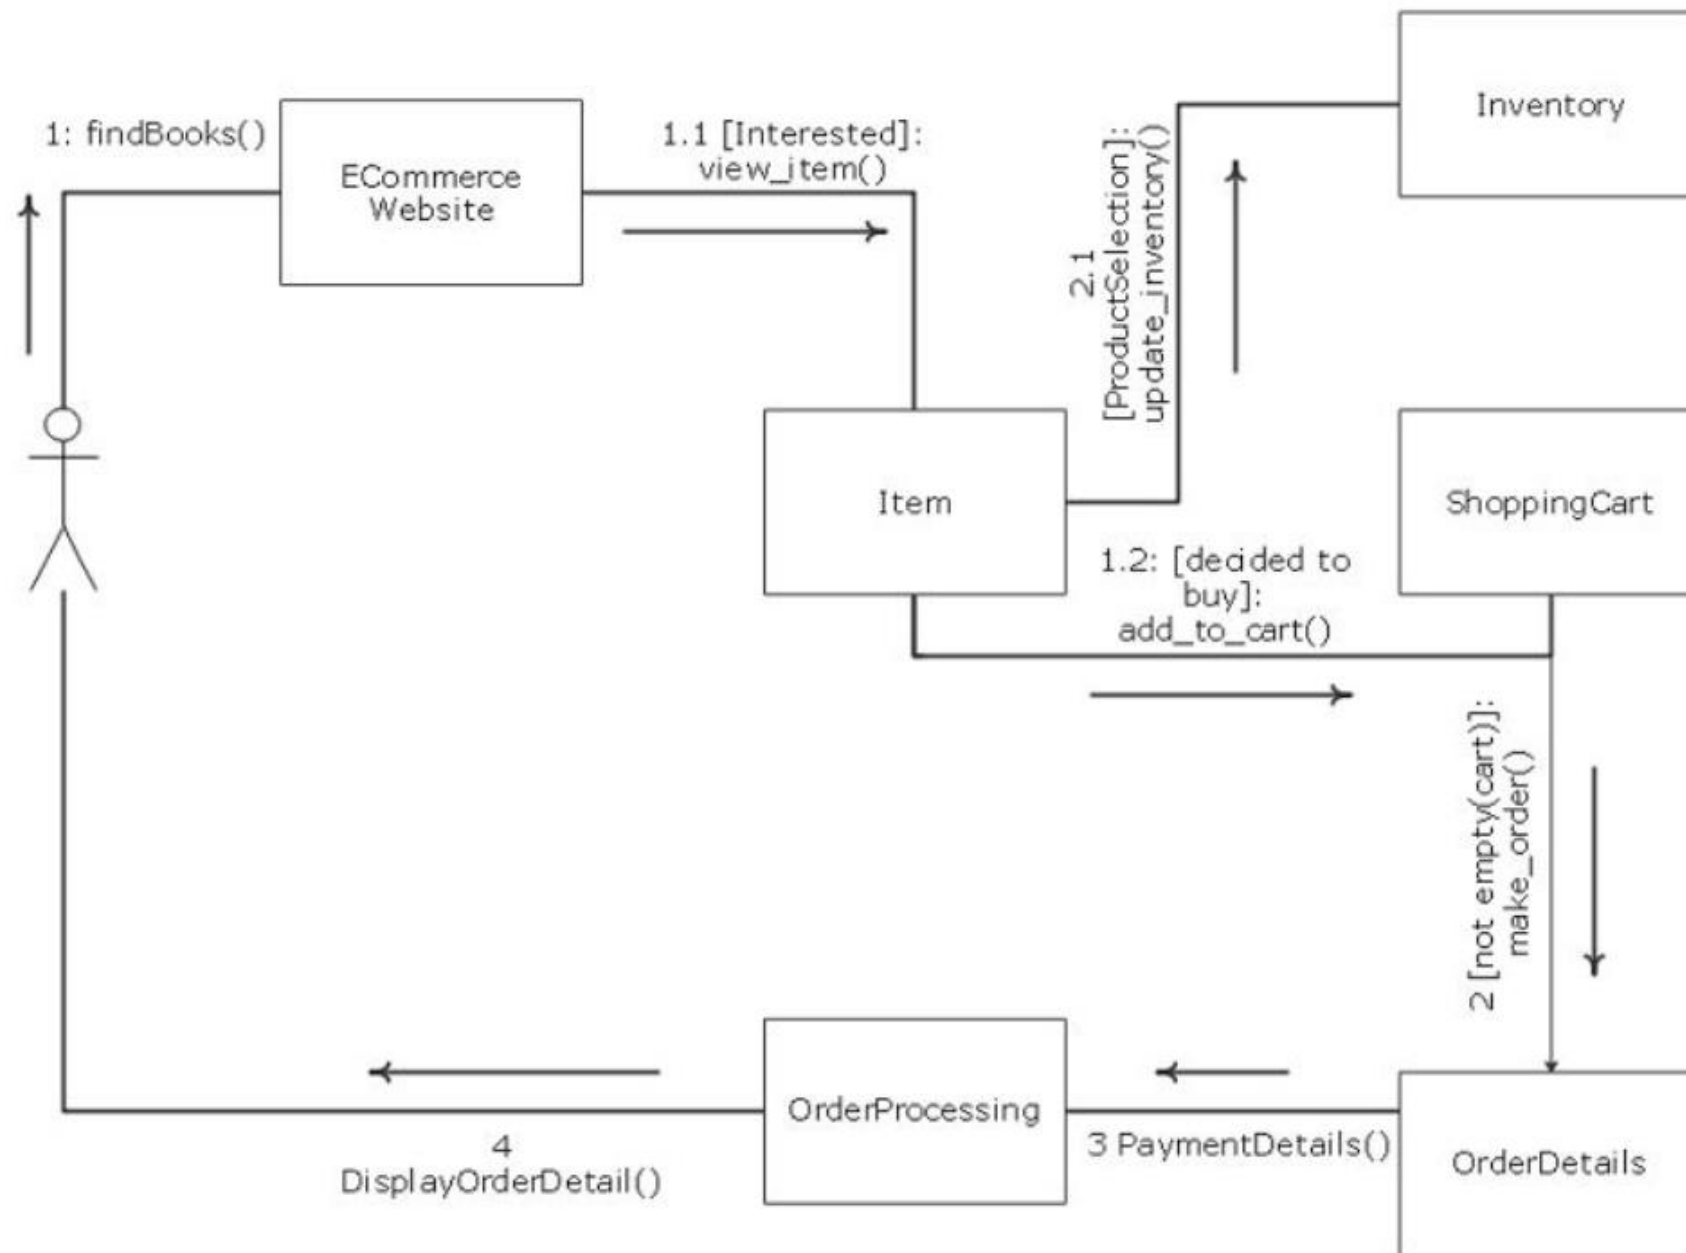 1: findBooks()
ECommerce
Website
1.1 [Interested]:
view_item()
2.1
[ProductSelection]:
update_inventory()
Inventory
Item
ShoppingCart
1.2: [decided to
buy]:
add_to_cart()
2 [not empty(cart)]:
make_order()
OrderProcessing
3 PaymentDetails()
OrderDetails
4
DisplayOrderDetail()